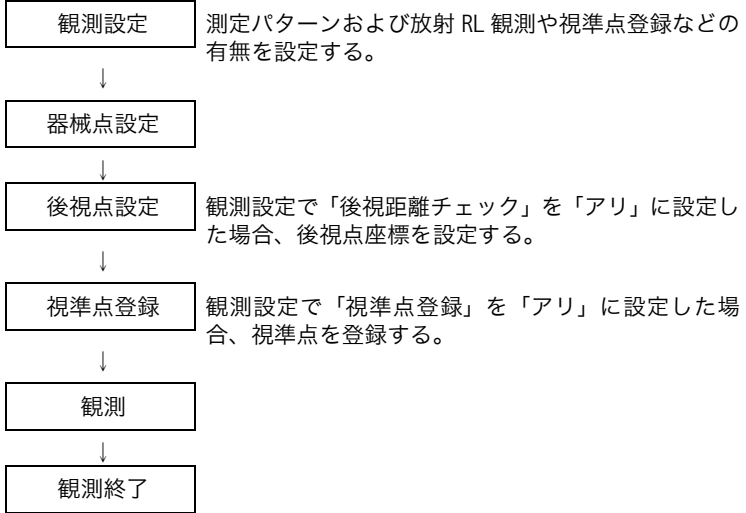 観測設定
測定パターンおよび放射 RL 観測や視準点登録などの
有無を設定する。
↓
器械点設定
↓
後視点設定
観測設定で「後視距離チェック」を「アリ」に設定し
た場合、後視点座標を設定する。
↓
視準点登録
観測設定で「視準点登録」を「アリ」に設定した場
合、視準点を登録する。
↓
観測
↓
観測終了